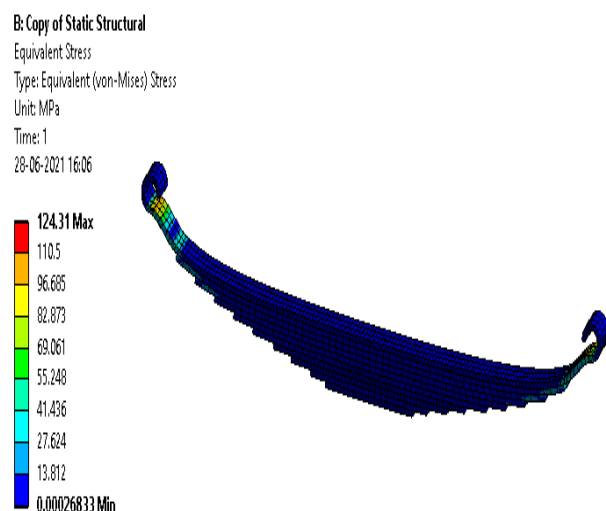 B: Copy of Static Structural
Equivalent Stress
Type: Equivalent (von-Mises) Stress
Unit: MPa
Time: 1
28-06-2021 16:06
124.31 Max
110.5
96.685
82.873
69.061
55.248
41.436
27.624
13.812
0.00026833 Min